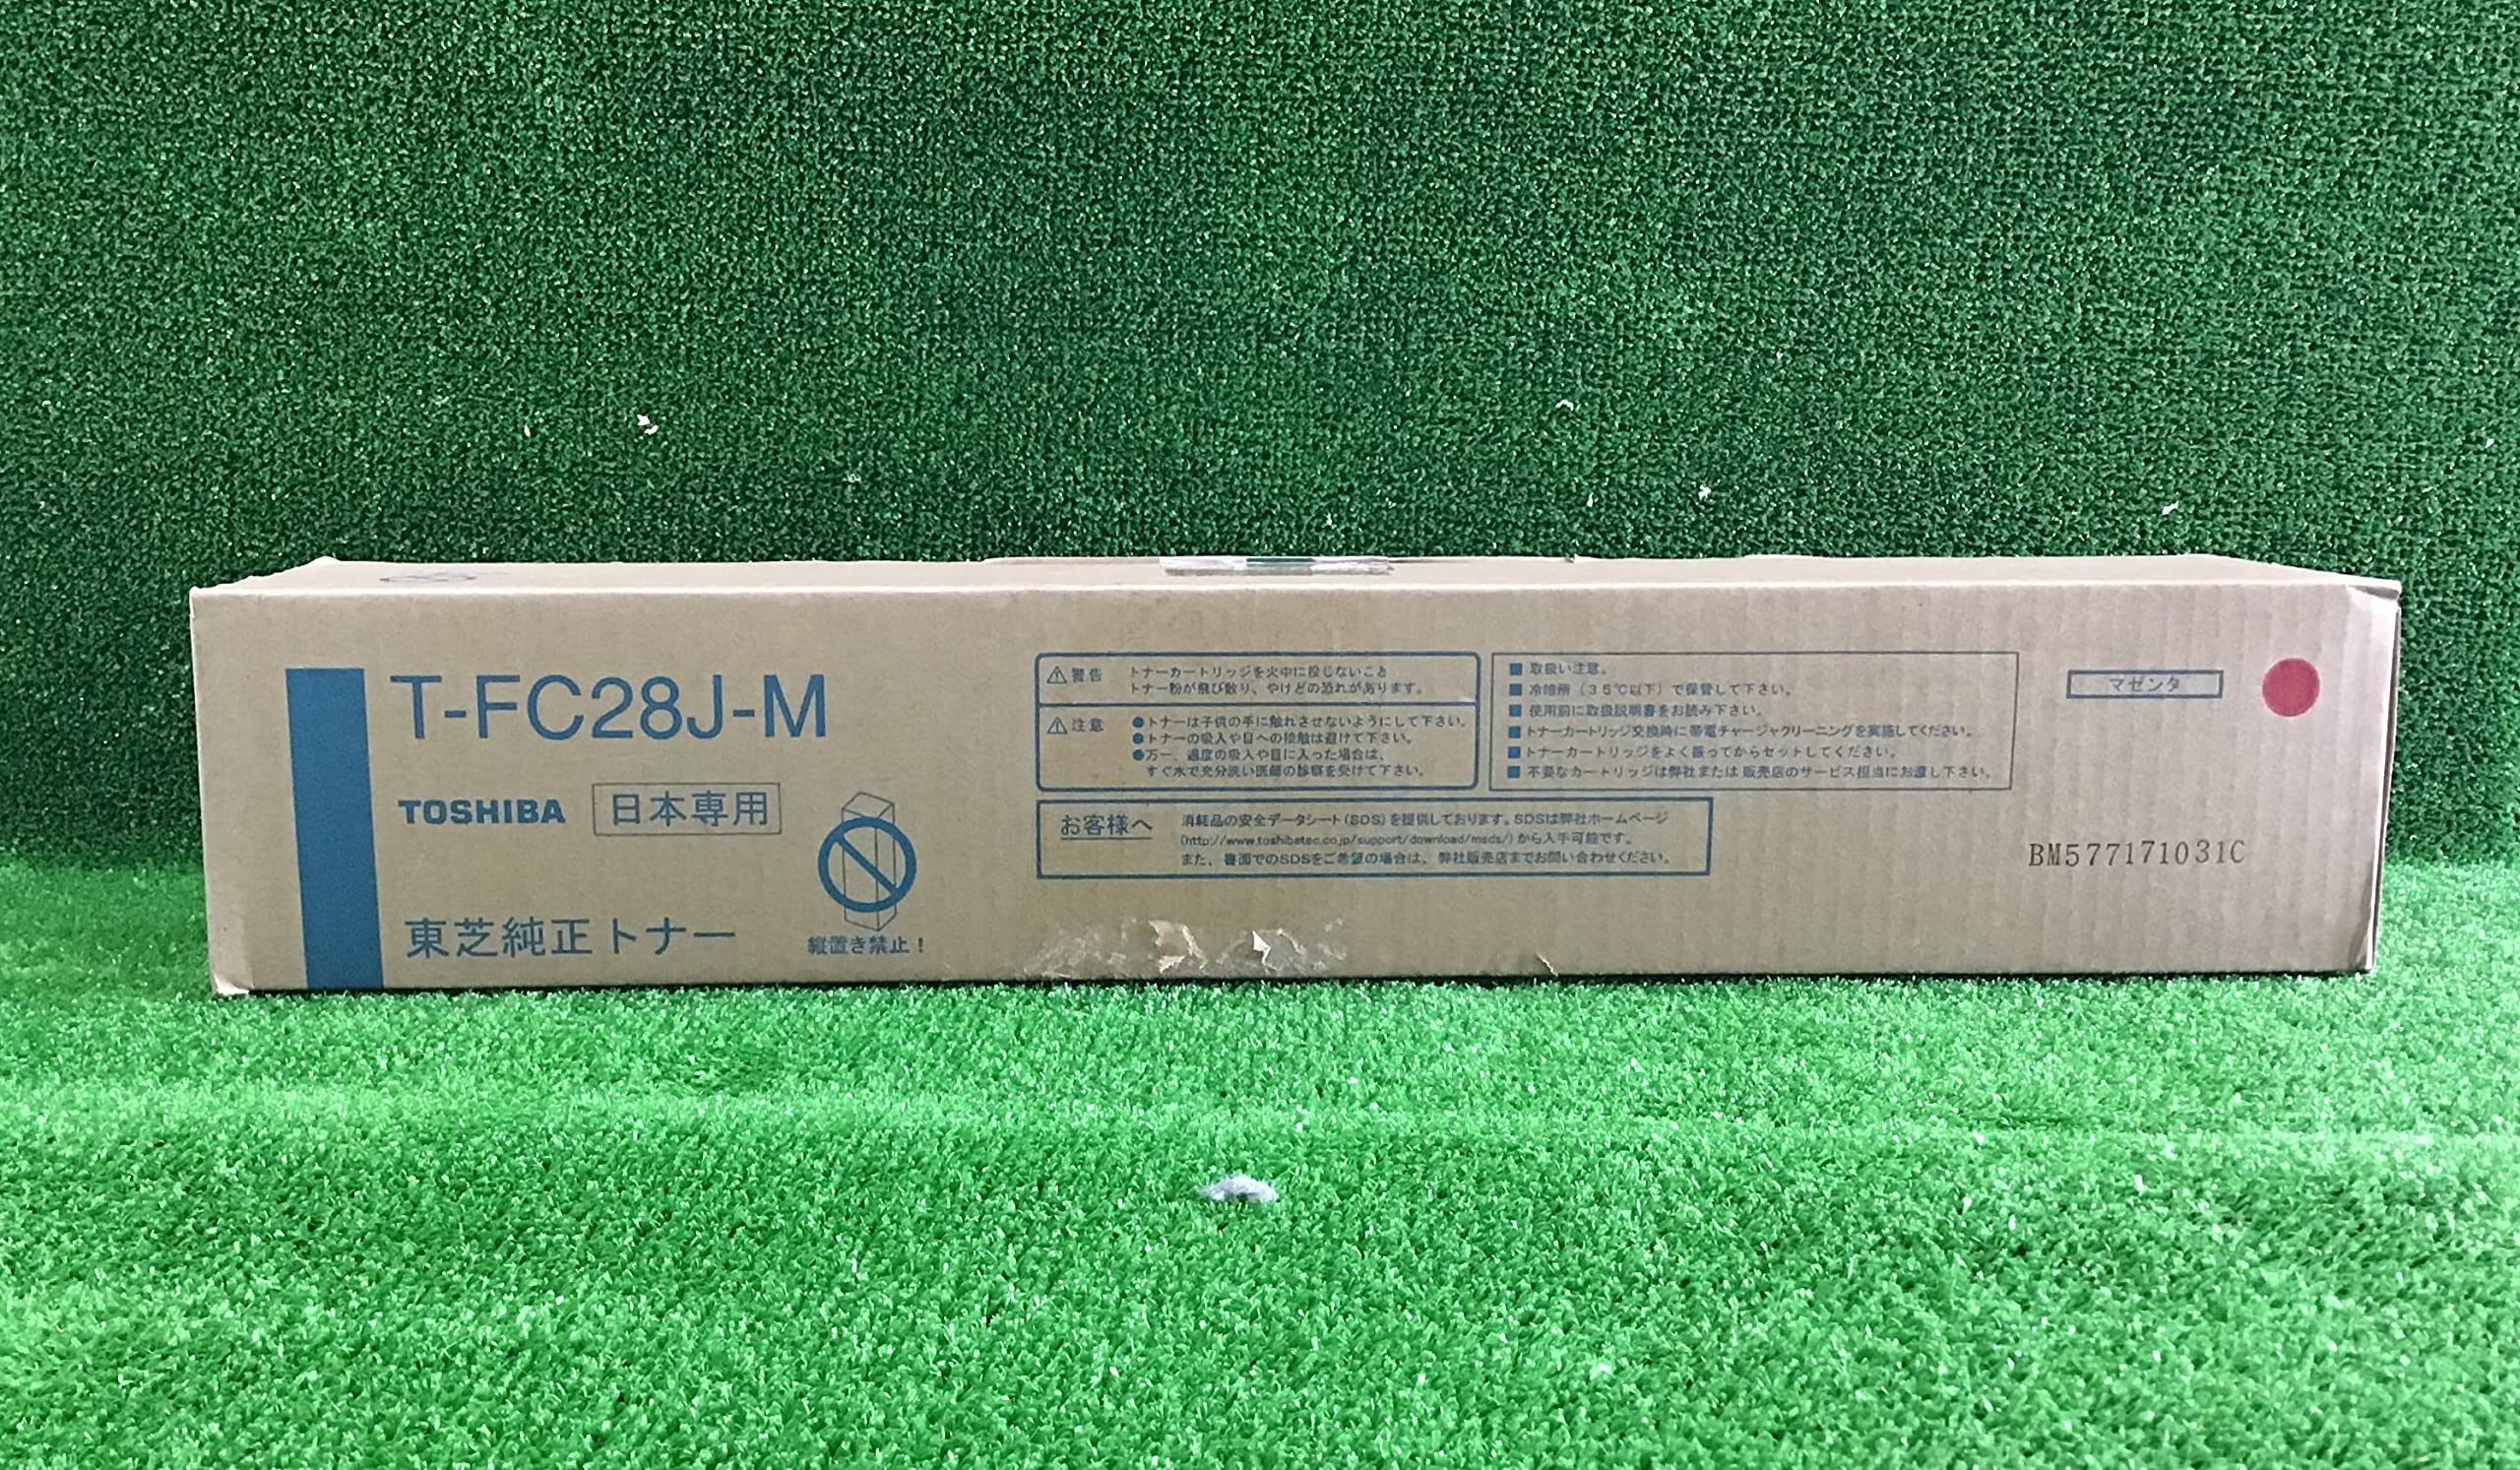 T-FC28J-M
TOSHIBA 日本専用
東芝純正トナー
縦置き禁止！
警告 トナーカートリッジを火中に投じないこと
トナー粉が飛び散り、やけどの恐れがあります。
注意 ●トナーは子供の手に触れさせないようにして下さい。
●トナーの吸入や目への接触は避けて下さい。
●万一、過度の吸入や目に入った場合は、
すぐ水で充分洗い医師の診察を受けて下さい。
お客様へ 消耗品の安全データシート(SDS)を提供しております。SDSは弊社ホームページ
(http://www.toshibatec.co.jp/support/download/msds/)から入手可能です。
また、書面でのSDSをご希望の場合は、弊社販売店までお問い合わせください。
■ 取扱い注意。
■ 冷暗所（35℃以下）で保管して下さい。
■ 使用前に取扱説明書をお読み下さい。
■ トナーカートリッジ交換時に帯電チャージャクリーニングを実施してください。
■ トナーカートリッジをよく振ってからセットしてください。
■ 不要なカートリッジは弊社または販売店のサービス担当にお渡し下さい。
マゼンタ
BM577171031C